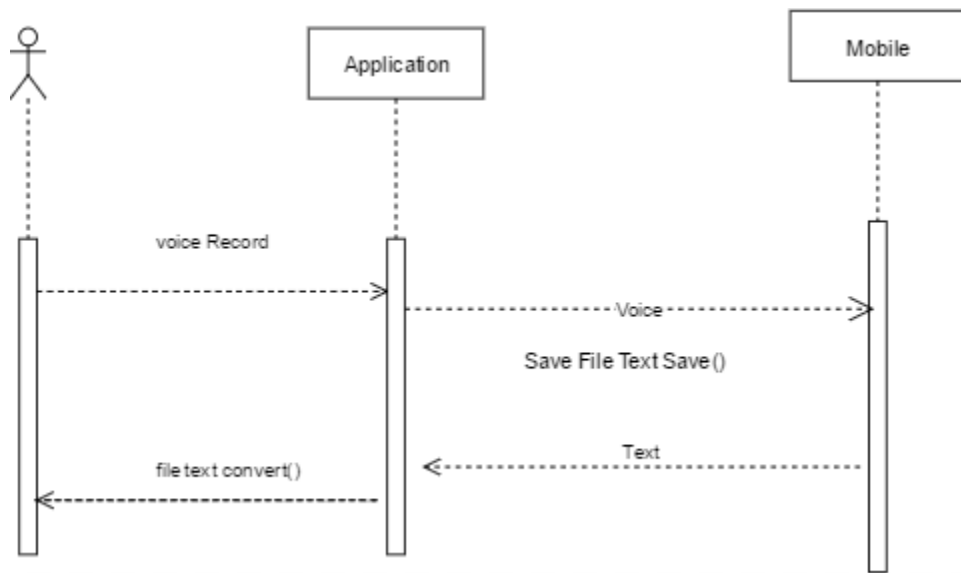 Application
Mobile
voice Record
Voice
Save File Text Save()
Text
file text convert()